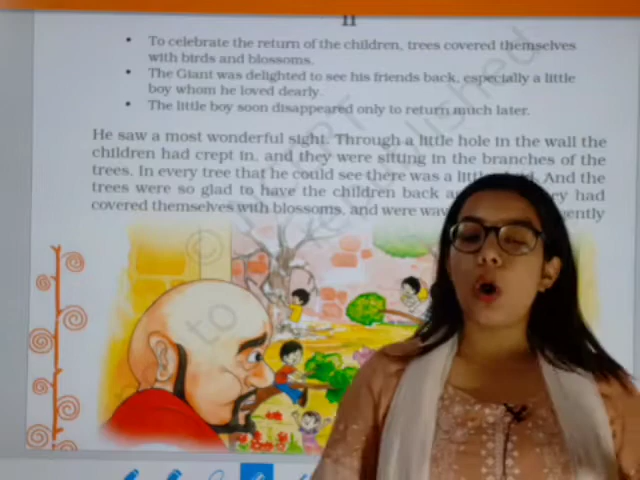 II
• To celebrate the return of the children, trees covered themselves
with birds and blossoms.
• The Giant was delighted to see his friends back, especially a little
boy whom he loved dearly.
• The little boy soon disappeared only to return much later.
He saw a most wonderful sight. Through a little hole in the wall the
children had crept in, and they were sitting in the branches of the
trees. In every tree that he could see there was a And the
trees were so glad to have the children back had
covered themselves with blossoms, and were